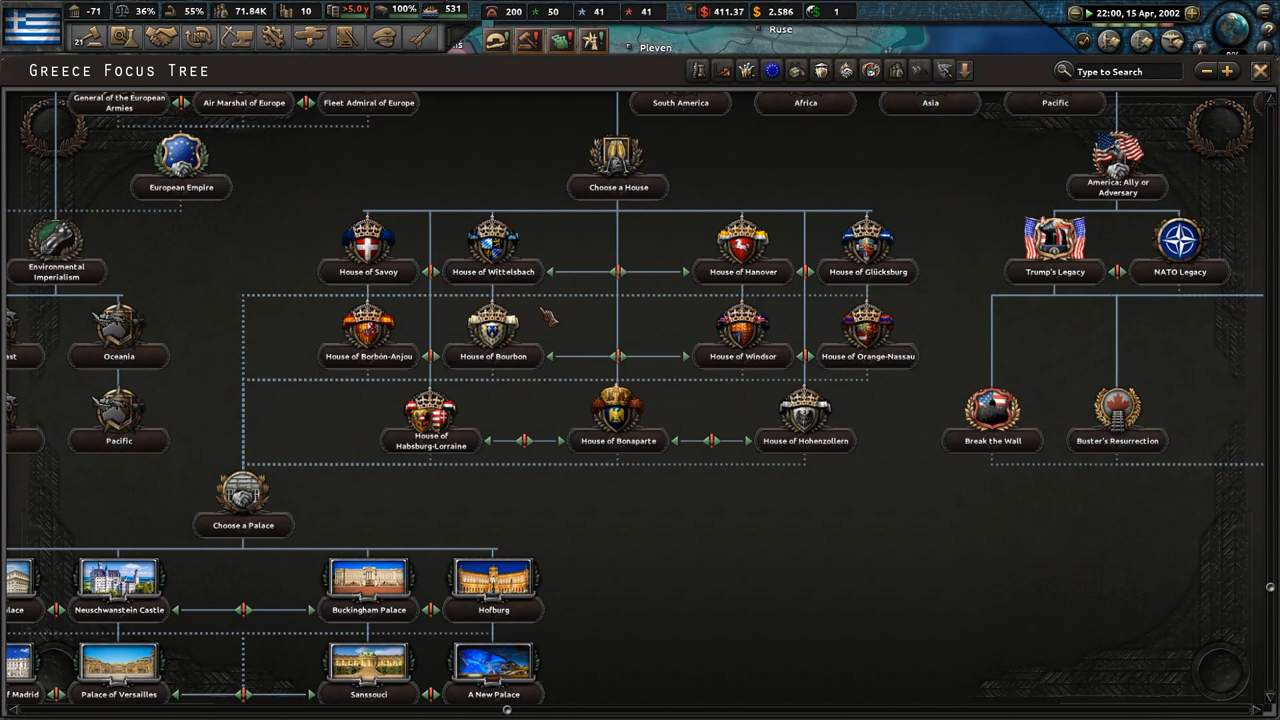 -71
36%
55%
71.84K
10
>5.0 y
100%
531
200
50
41
41
411.37
2.586
1
22:00, 15 Apr, 2002
21
Pleven
Ruse
Greece Focus Tree
Type to Search
General of the European
Armies
Air Marshal of Europe
Fleet Admiral of Europe
South America
Africa
Asia
Pacific
European Empire
Choose a House
America: Ally or
Adversary
Environmental
Imperialism
House of Savoy
House of Wittelsbach
House of Hanover
House of Glücksburg
Trump's Legacy
NATO Legacy
Oceania
House of Borbón-Anjou
House of Bourbon
House of Windsor
House of Orange-Nassau
Pacific
House of
Habsburg-Lorraine
House of Bonaparte
House of Hohenzollern
Break the Wall
Buster's Resurrection
Choose a Palace
Neuschwanstein Castle
Buckingham Palace
Hofburg
of Madrid
Palace of Versailles
Sanssouci
A New Palace